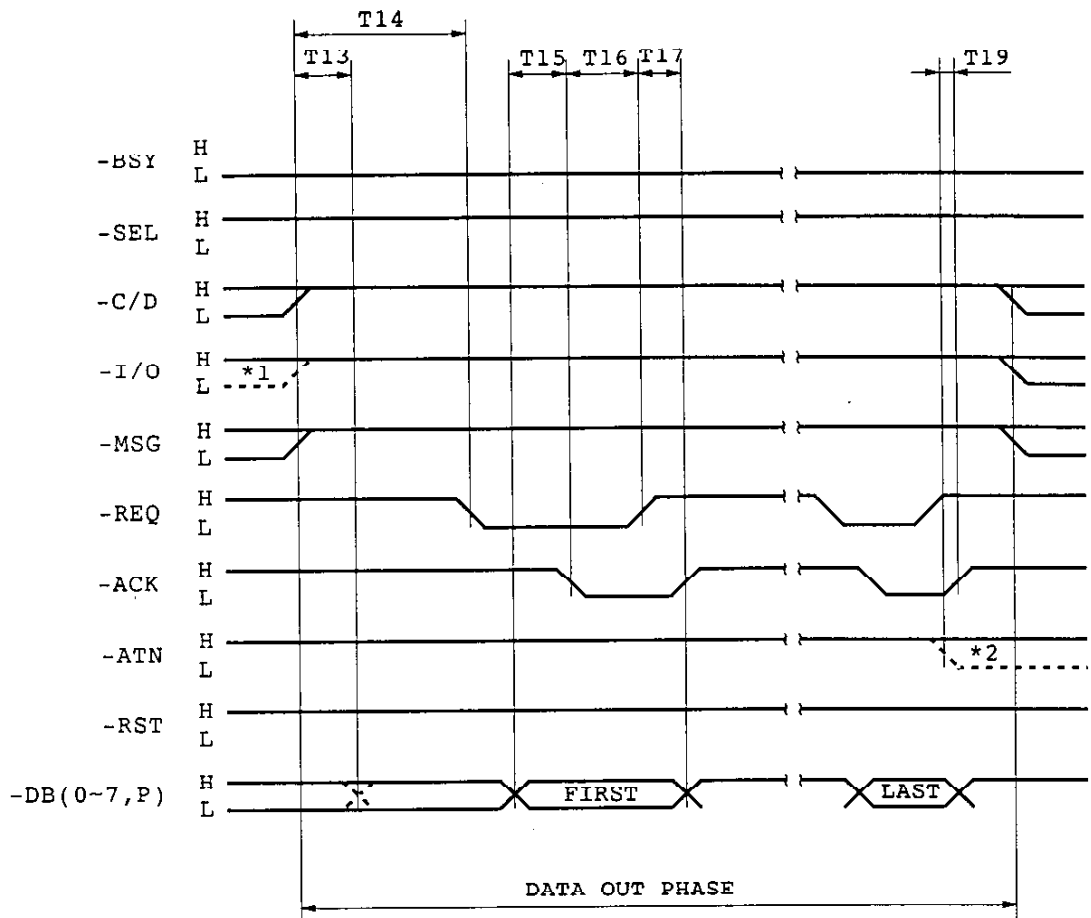 T14
T13 T15 T16 T17 T19
-BSY H
L
-SEL H
L
-C/D H
L
-I/O H
L *1
-MSG H
L
-REQ H
L
-ACK H
L
-ATN H
L *2
-RST H
L
-DB(0~7,P) H
L FIRST LAST
DATA OUT PHASE